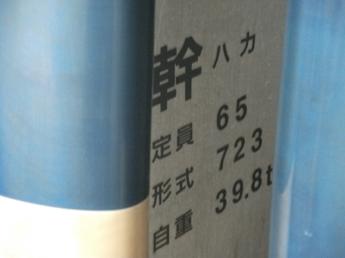 幹 ハカ
定員 65
形式 723
自重 39.8t